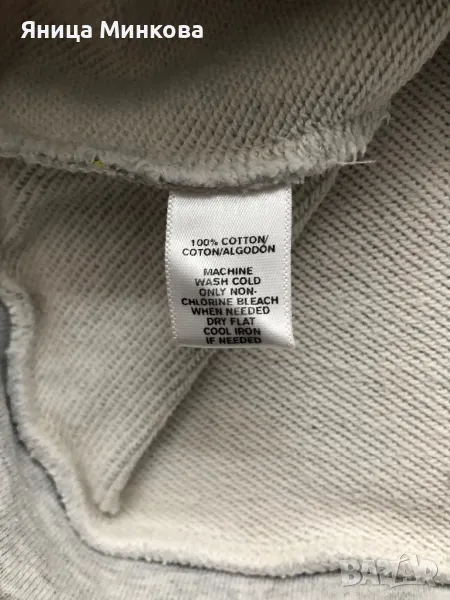 Яница Минкова
100% COTTON/
COTON/ALGODÓN
MACHINE
WASH COLD
ONLY NON-
CHLORINE BLEACH
WHEN NEEDED
DRY FLAT
COOL IRON
IF NEEDED
BAZAR